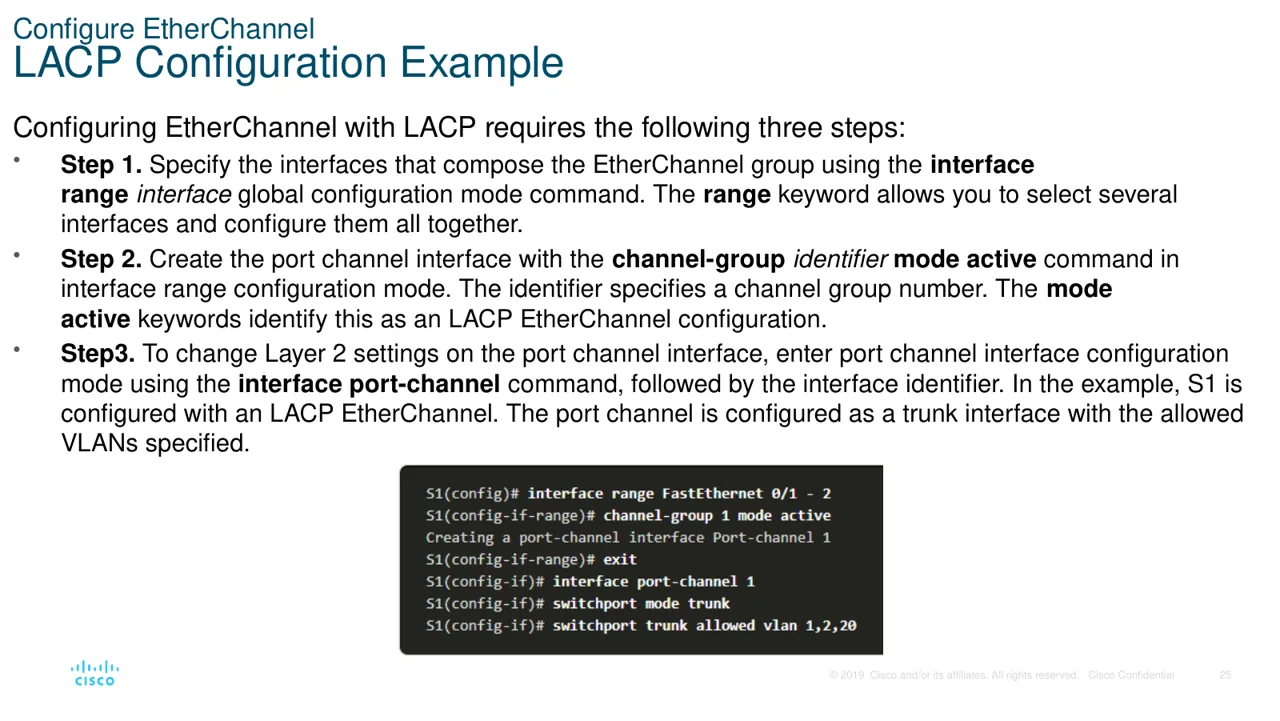 Configure EtherChannel
LACP Configuration Example
Configuring EtherChannel with LACP requires the following three steps:
• Step 1. Specify the interfaces that compose the EtherChannel group using the interface
range interface global configuration mode command. The range keyword allows you to select several
interfaces and configure them all together.
• Step 2. Create the port channel interface with the channel-group identifier mode active command in
interface range configuration mode. The identifier specifies a channel group number. The mode
active keywords identify this as an LACP EtherChannel configuration.
• Step3. To change Layer 2 settings on the port channel interface, enter port channel interface configuration
mode using the interface port-channel command, followed by the interface identifier. In the example, S1 is
configured with an LACP EtherChannel. The port channel is configured as a trunk interface with the allowed
VLANs specified.
S1(config)# interface range FastEthernet 0/1 - 2
S1(config-if-range)# channel-group 1 mode active
Creating a port-channel interface Port-channel 1
S1(config-if-range)# exit
S1(config-if)# interface port-channel 1
S1(config-if)# switchport mode trunk
S1(config-if)# switchport trunk allowed vlan 1,2,20
CISCO
© 2019 Cisco and/or its affiliates. All rights reserved. Cisco Confidential
25